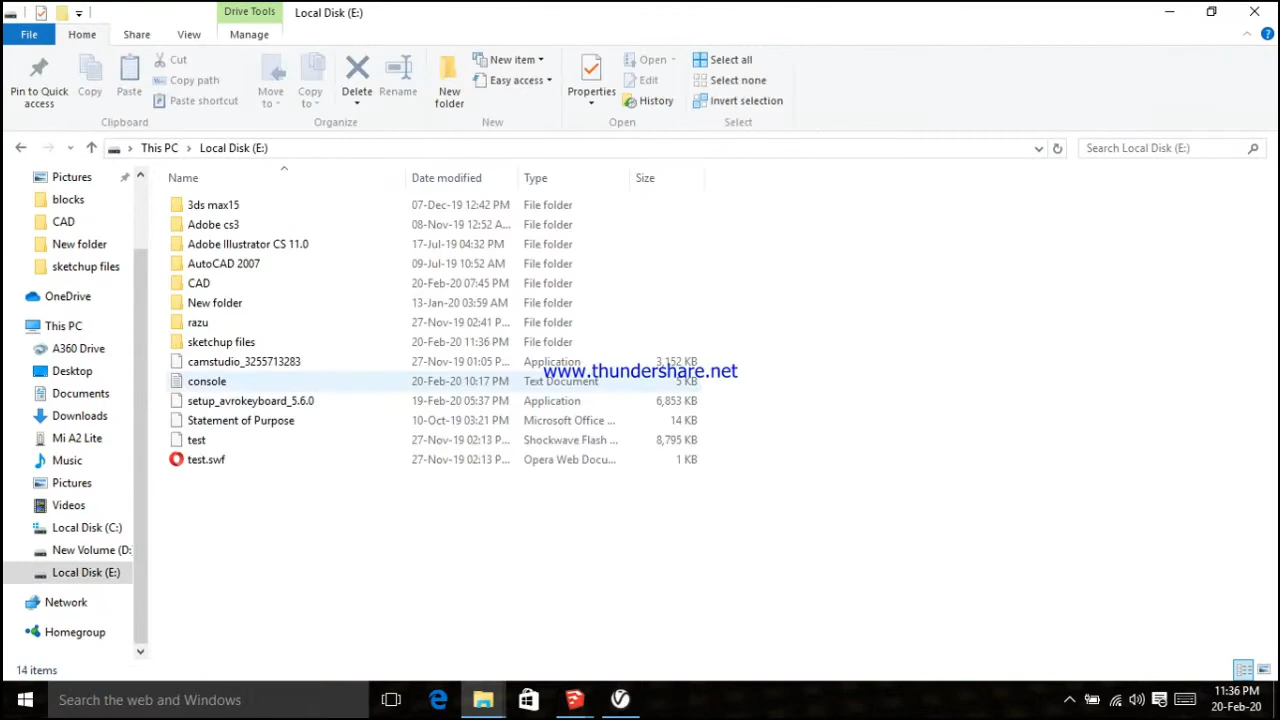 Drive Tools
Local Disk (E:)
File Home Share View Manage
Pin to Quick access
Copy
Paste
Cut
Copy path
Paste shortcut
Clipboard
Move to
Copy to
Delete
Rename
Organize
New folder
New item
Easy access
New
Properties
Open
Edit
History
Open
Select all
Select none
Invert selection
Select
This PC Local Disk (E:)
Search Local Disk (E:)
Pictures
blocks
CAD
New folder
sketchup files
OneDrive
This PC
A360 Drive
Desktop
Documents
Downloads
Mi A2 Lite
Music
Pictures
Videos
Local Disk (C:)
New Volume (D:
Local Disk (E:)
Network
Homegroup
Name Date modified Type Size
3ds max15 07-Dec-19 12:42 PM File folder
Adobe cs3 08-Nov-19 12:52 A... File folder
Adobe Illustrator CS 11.0 17-Jul-19 04:32 PM File folder
AutoCAD 2007 09-Jul-19 10:52 AM File folder
CAD 20-Feb-20 07:45 PM File folder
New folder 13-Jan-20 03:59 AM File folder
razu 27-Nov-19 02:41 P... File folder
sketchup files 20-Feb-20 11:36 PM File folder
camstudio_3255713283 27-Nov-19 01:05 P... Application 3,152 KB
www.thundershare.net
console 20-Feb-20 10:17 PM Text Document 5 KB
setup_avrokeyboard_5.6.0 19-Feb-20 05:37 PM Application 6,853 KB
Statement of Purpose 10-Oct-19 03:21 PM Microsoft Office ... 14 KB
test 27-Nov-19 02:13 P... Shockwave Flash ... 8,795 KB
test.swf 27-Nov-19 02:13 P... Opera Web Docu... 1 KB
14 items
Search the web and Windows
11:36 PM
20-Feb-20